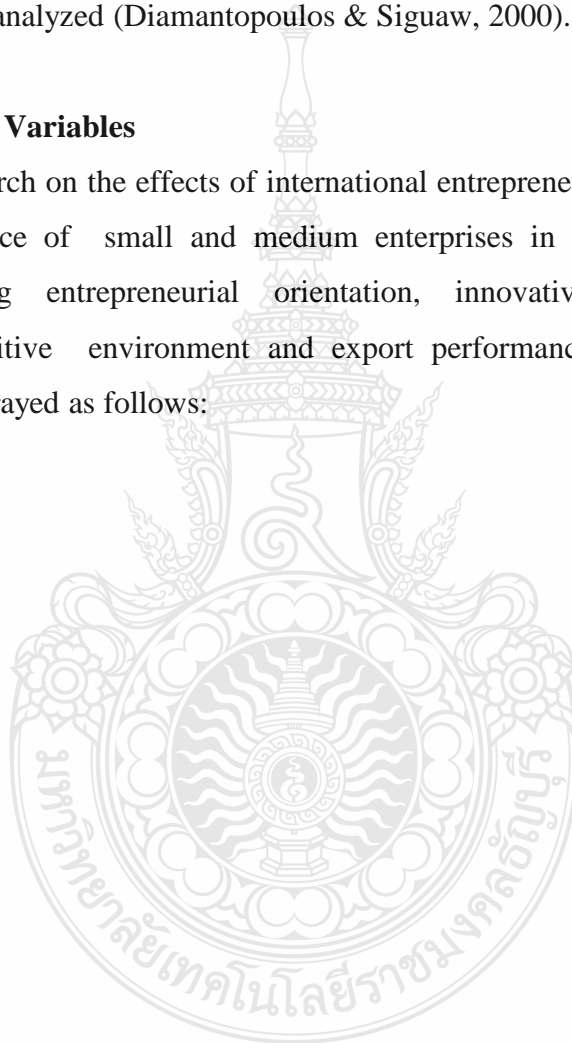 analyzed (Diamantopoulos & Siguaw, 2000).
Variables
rch on the effects of international entreprene
ce of small and medium enterprises in
g entrepreneurial orientation, innovativ
itive environment and export performanc
rayed as follows:
มหาวิทยาลัยเทคโนโลยีราชมงคลธัญบุรี